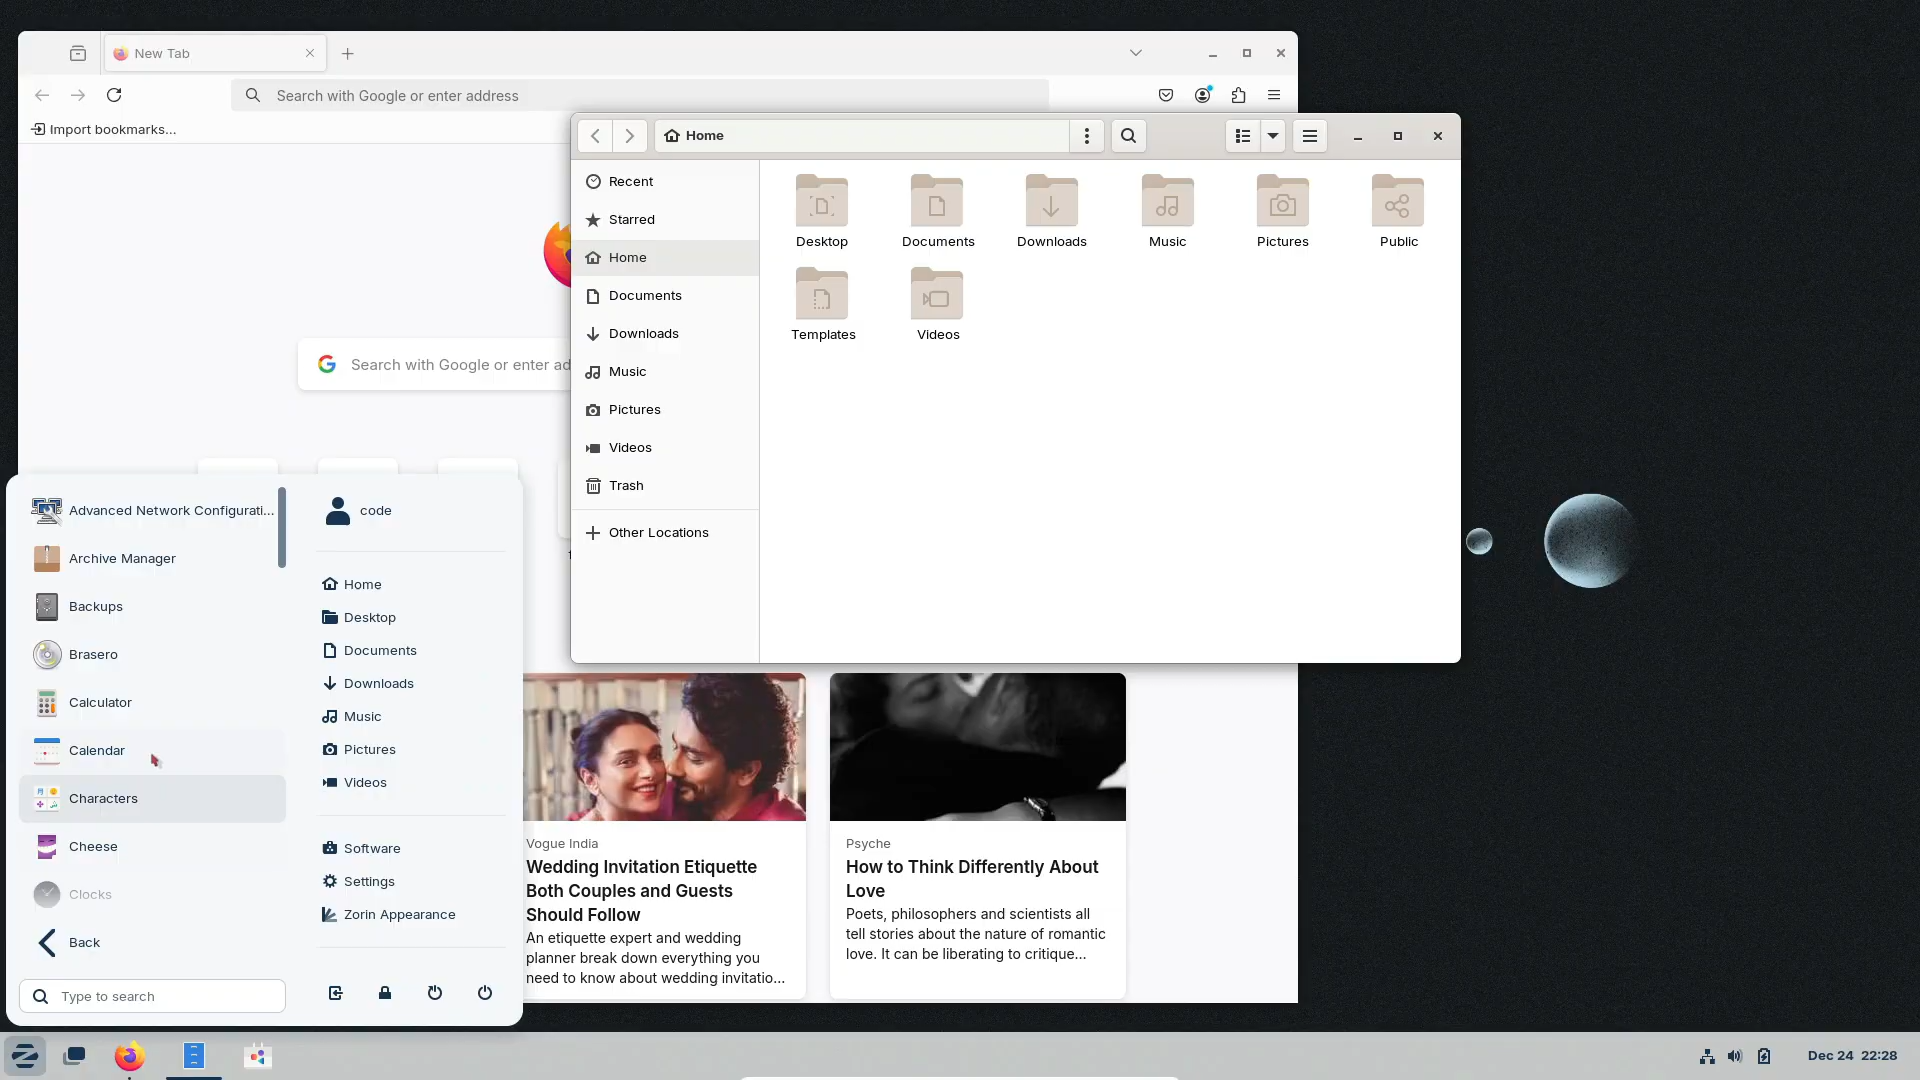 New Tab
Search with Google or enter address
Import bookmarks...
Home
Recent
Starred
Home
Documents
Downloads
Music
Pictures
Videos
Trash
Other Locations
Desktop
Documents
Downloads
Music
Pictures
Public
Templates
Videos
Search with Google or enter ad
Advanced Network Configurati...
Archive Manager
Backups
Brasero
Calculator
Calendar
Characters
Cheese
Clocks
Back
Type to search
code
Home
Desktop
Documents
Downloads
Music
Pictures
Videos
Software
Settings
Zorin Appearance
Vogue India
Wedding Invitation Etiquette
Both Couples and Guests
Should Follow
An etiquette expert and wedding
planner break down everything you
need to know about wedding invitatio...
Psyche
How to Think Differently About
Love
Poets, philosophers and scientists all
tell stories about the nature of romantic
love. It can be liberating to critique...
Dec 24 22:28